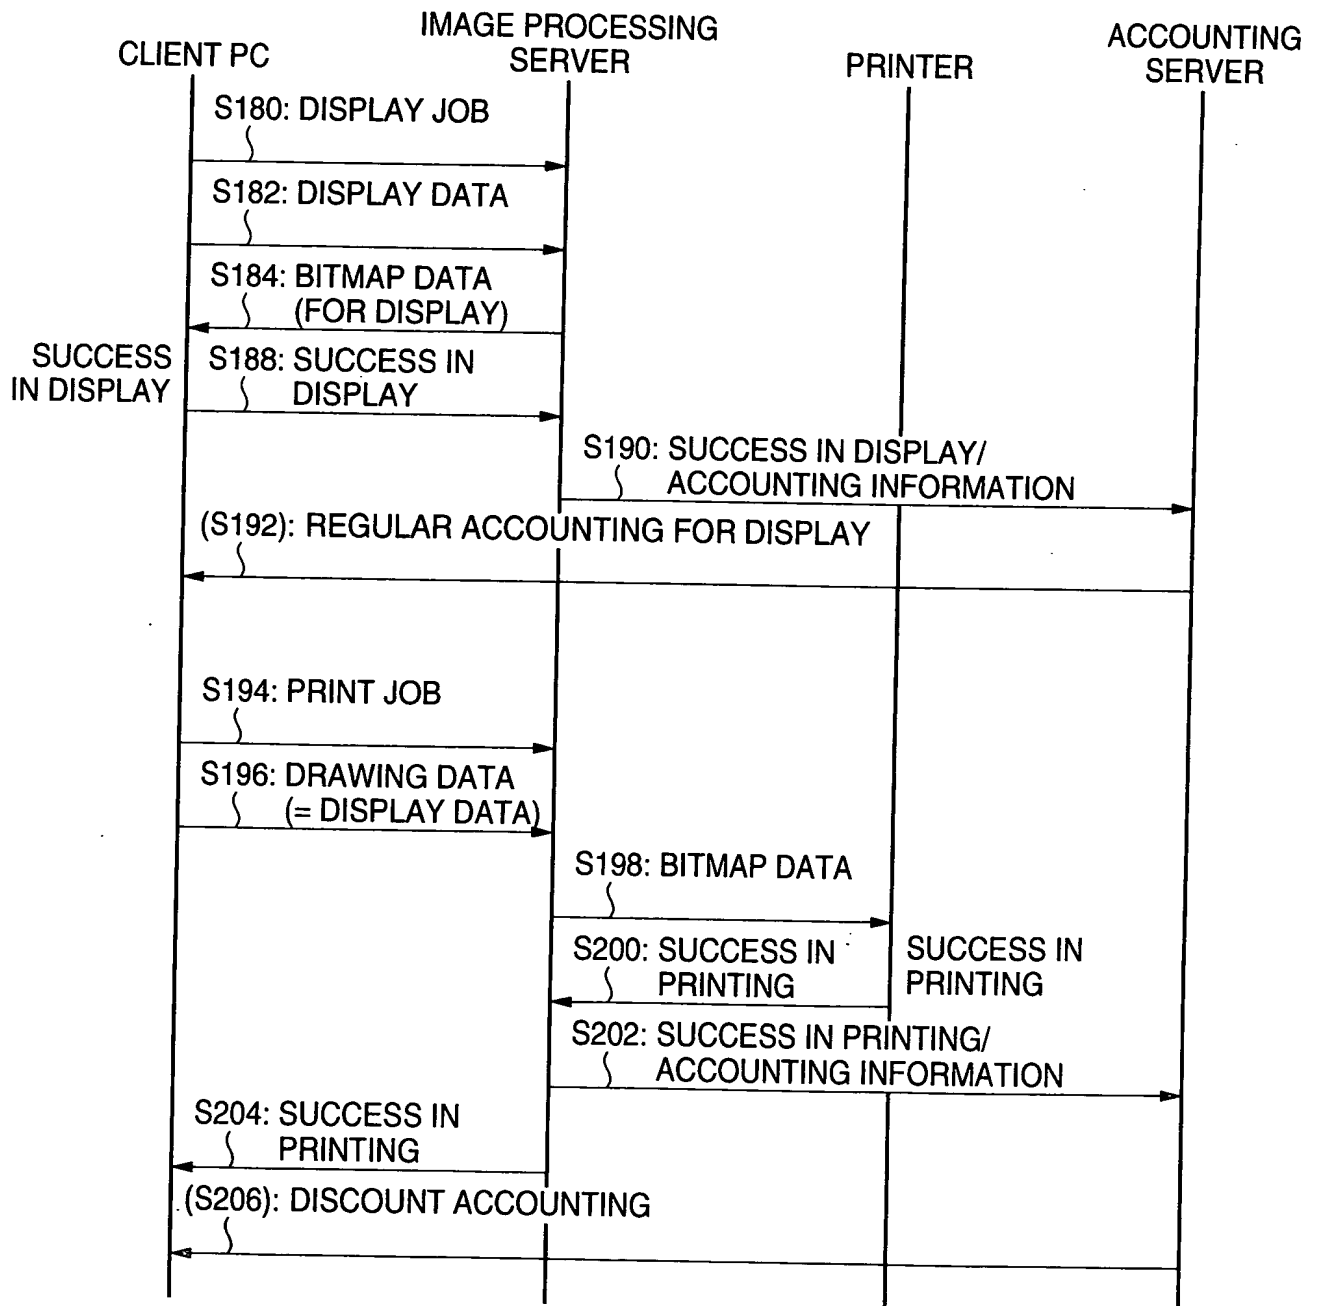 CLIENT PC
IMAGE PROCESSING
SERVER
PRINTER
ACCOUNTING
SERVER
S180: DISPLAY JOB
S182: DISPLAY DATA
S184: BITMAP DATA
(FOR DISPLAY)
SUCCESS
IN DISPLAY
S188: SUCCESS IN
DISPLAY
S190: SUCCESS IN DISPLAY/
ACCOUNTING INFORMATION
(S192): REGULAR ACCOUNTING FOR DISPLAY
S194: PRINT JOB
S196: DRAWING DATA
(= DISPLAY DATA)
S198: BITMAP DATA
S200: SUCCESS IN
PRINTING
SUCCESS IN
PRINTING
S202: SUCCESS IN PRINTING/
ACCOUNTING INFORMATION
S204: SUCCESS IN
PRINTING
(S206): DISCOUNT ACCOUNTING